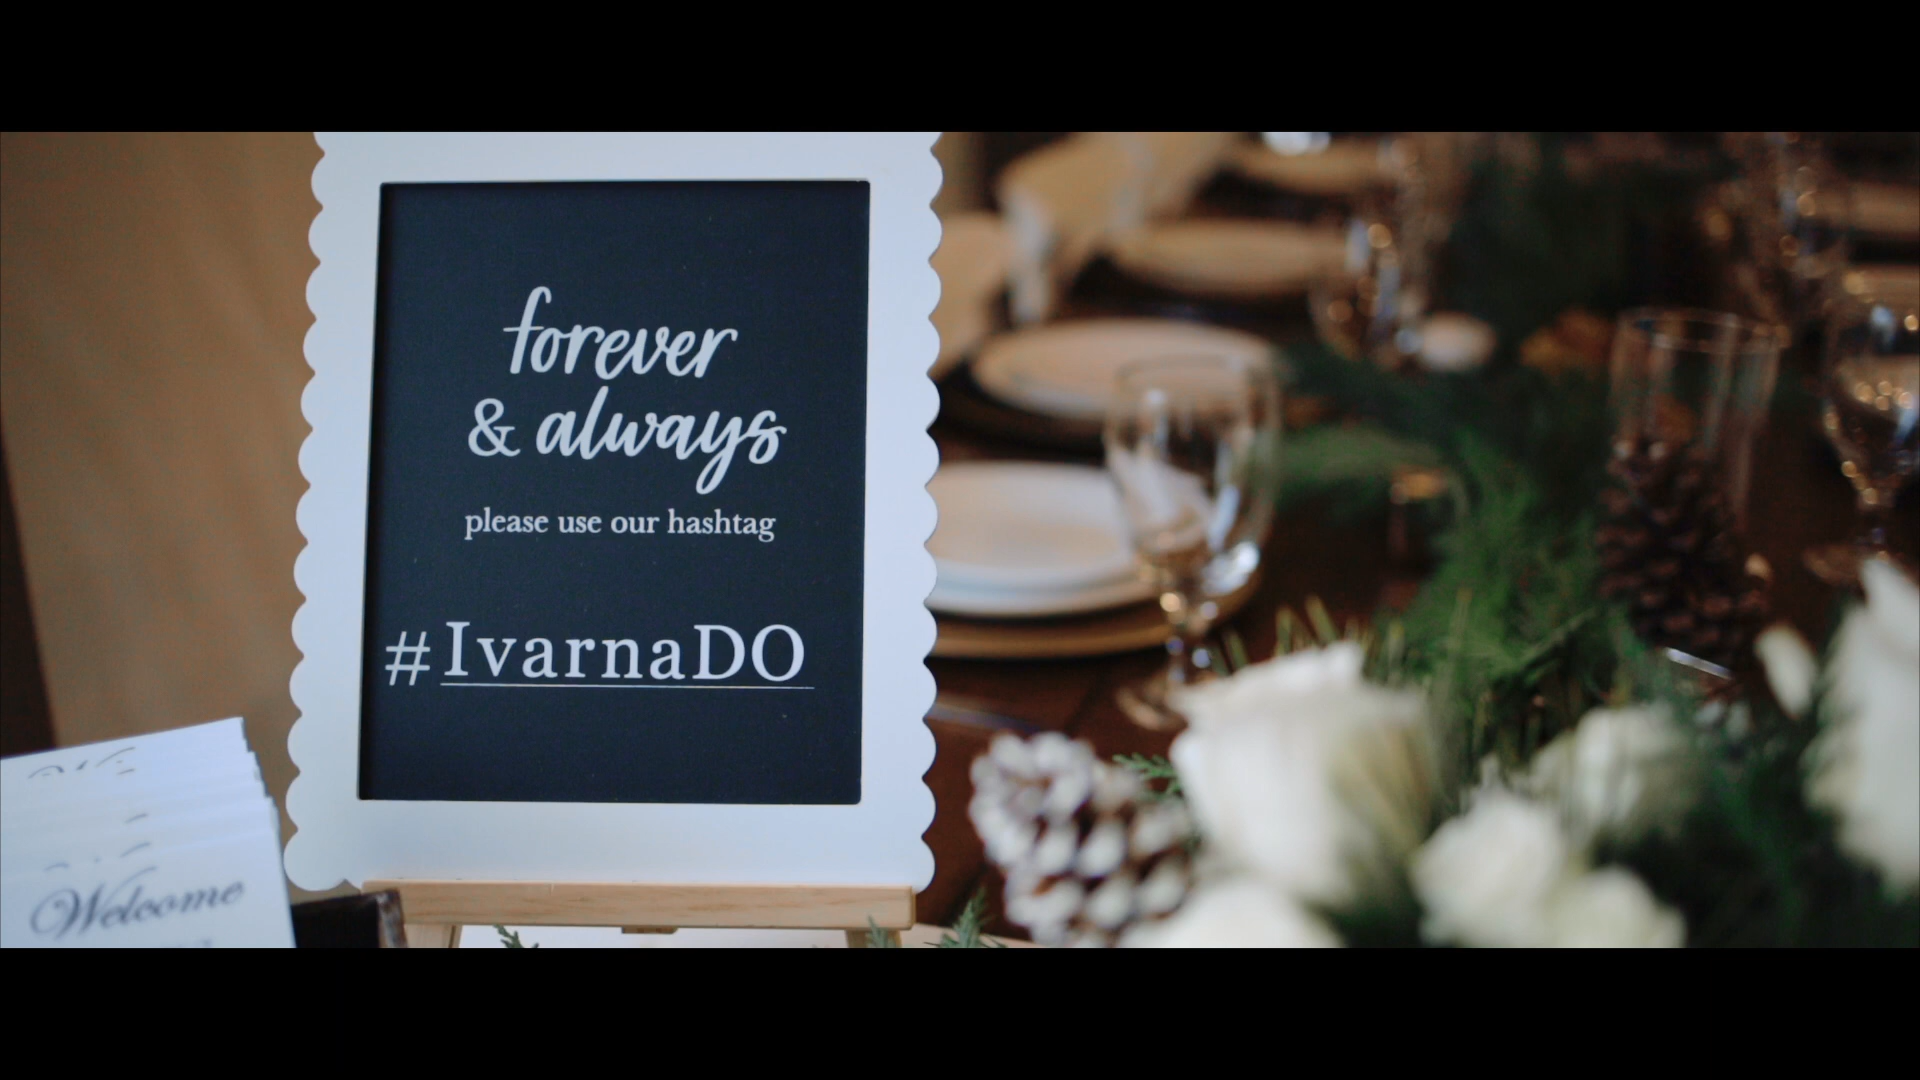 forever
& always
please use our hashtag
#IvarnaDO
Welcome